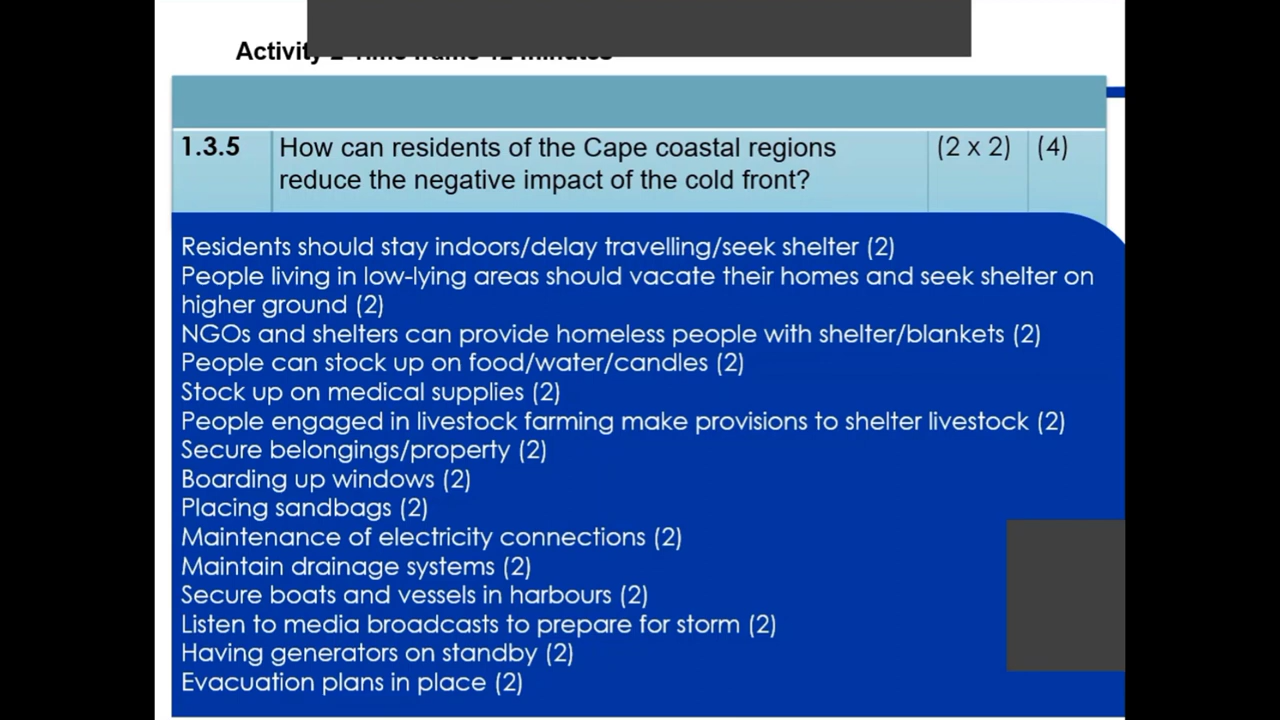 Activity 2 Time frame 12 minutes
1.3.5 How can residents of the Cape coastal regions (2 x 2) (4)
reduce the negative impact of the cold front?
Residents should stay indoors/delay travelling/seek shelter (2)
People living in low-lying areas should vacate their homes and seek shelter on
higher ground (2)
NGOs and shelters can provide homeless people with shelter/blankets (2)
People can stock up on food/water/candles (2)
Stock up on medical supplies (2)
People engaged in livestock farming make provisions to shelter livestock (2)
Secure belongings/property (2)
Boarding up windows (2)
Placing sandbags (2)
Maintenance of electricity connections (2)
Maintain drainage systems (2)
Secure boats and vessels in harbours (2)
Listen to media broadcasts to prepare for storm (2)
Having generators on standby (2)
Evacuation plans in place (2)